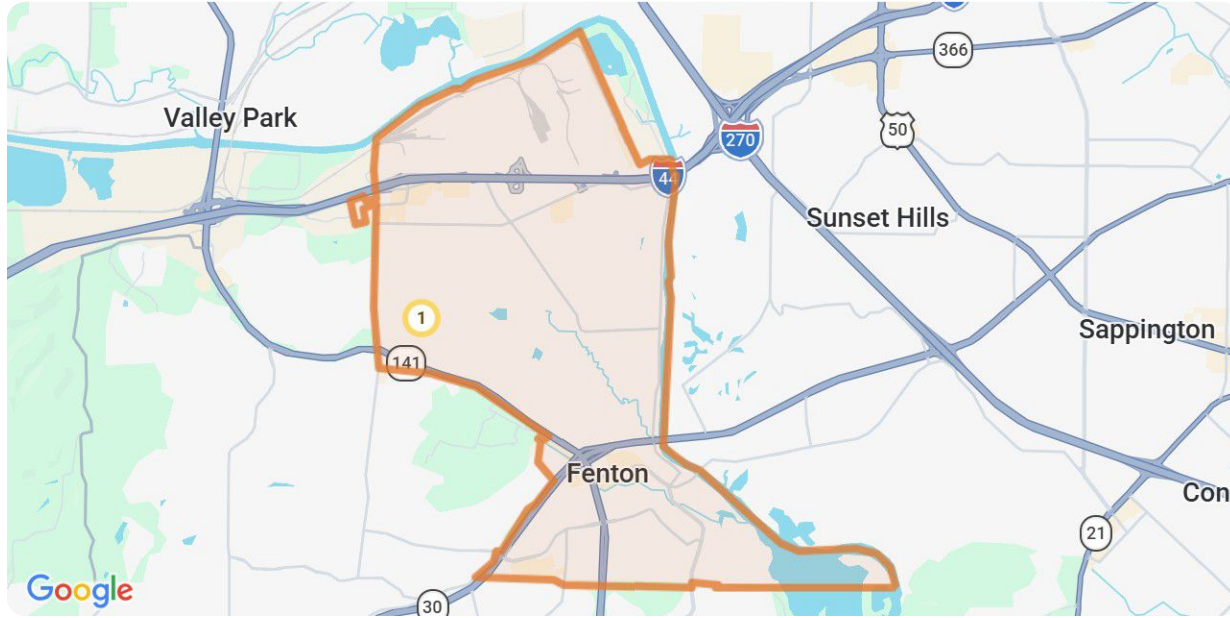 366
Valley Park
50
270
44
Sunset Hills
1
Sappington
141
Fenton
Con
21
Google
30